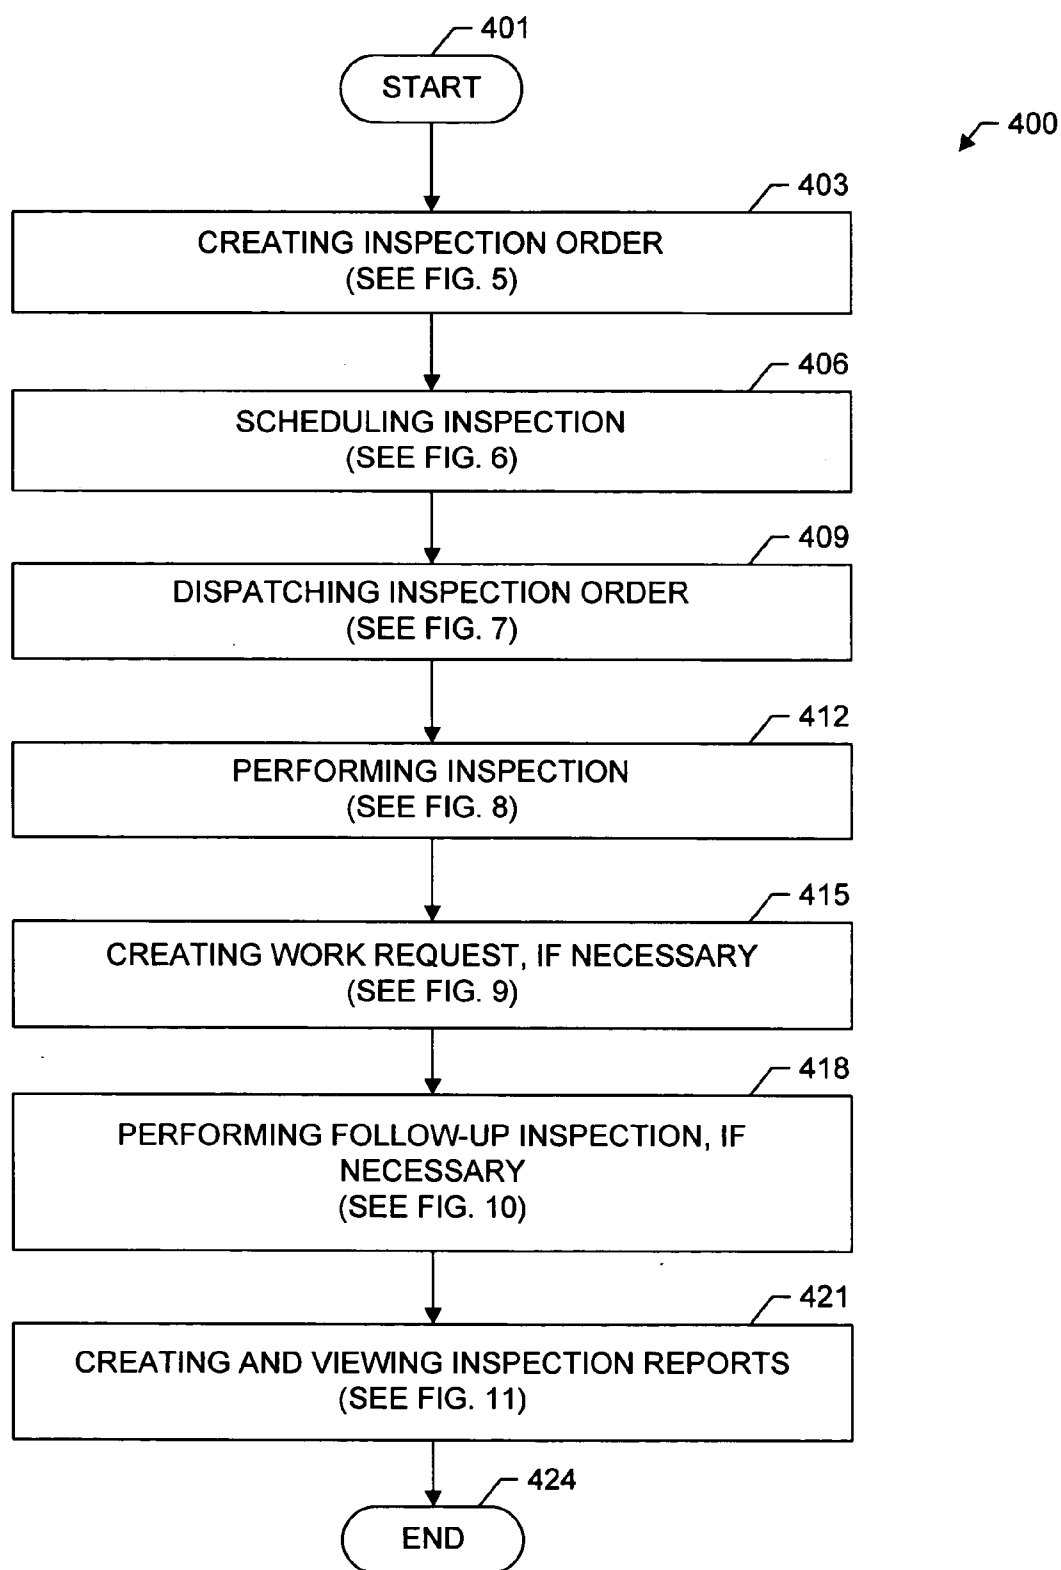 401
START
400
403
CREATING INSPECTION ORDER
(SEE FIG. 5)
406
SCHEDULING INSPECTION
(SEE FIG. 6)
409
DISPATCHING INSPECTION ORDER
(SEE FIG. 7)
412
PERFORMING INSPECTION
(SEE FIG. 8)
415
CREATING WORK REQUEST, IF NECESSARY
(SEE FIG. 9)
418
PERFORMING FOLLOW-UP INSPECTION, IF
NECESSARY
(SEE FIG. 10)
421
CREATING AND VIEWING INSPECTION REPORTS
(SEE FIG. 11)
424
END